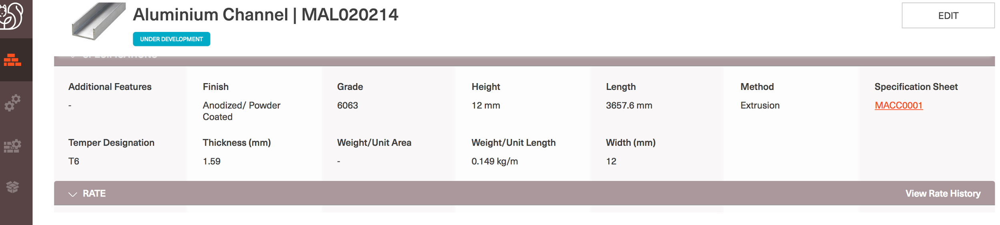 Aluminium Channel | MAL020214
EDIT
UNDER DEVELOPMENT
SPECIFICATIONS
Additional Features
-
Finish
Anodized/ Powder
Coated
Grade
6063
Height
12 mm
Length
3657.6 mm
Method
Extrusion
Specification Sheet
MACC0001
Temper Designation
T6
Thickness (mm)
1.59
Weight/Unit Area
-
Weight/Unit Length
0.149 kg/m
Width (mm)
12
RATE
View Rate History